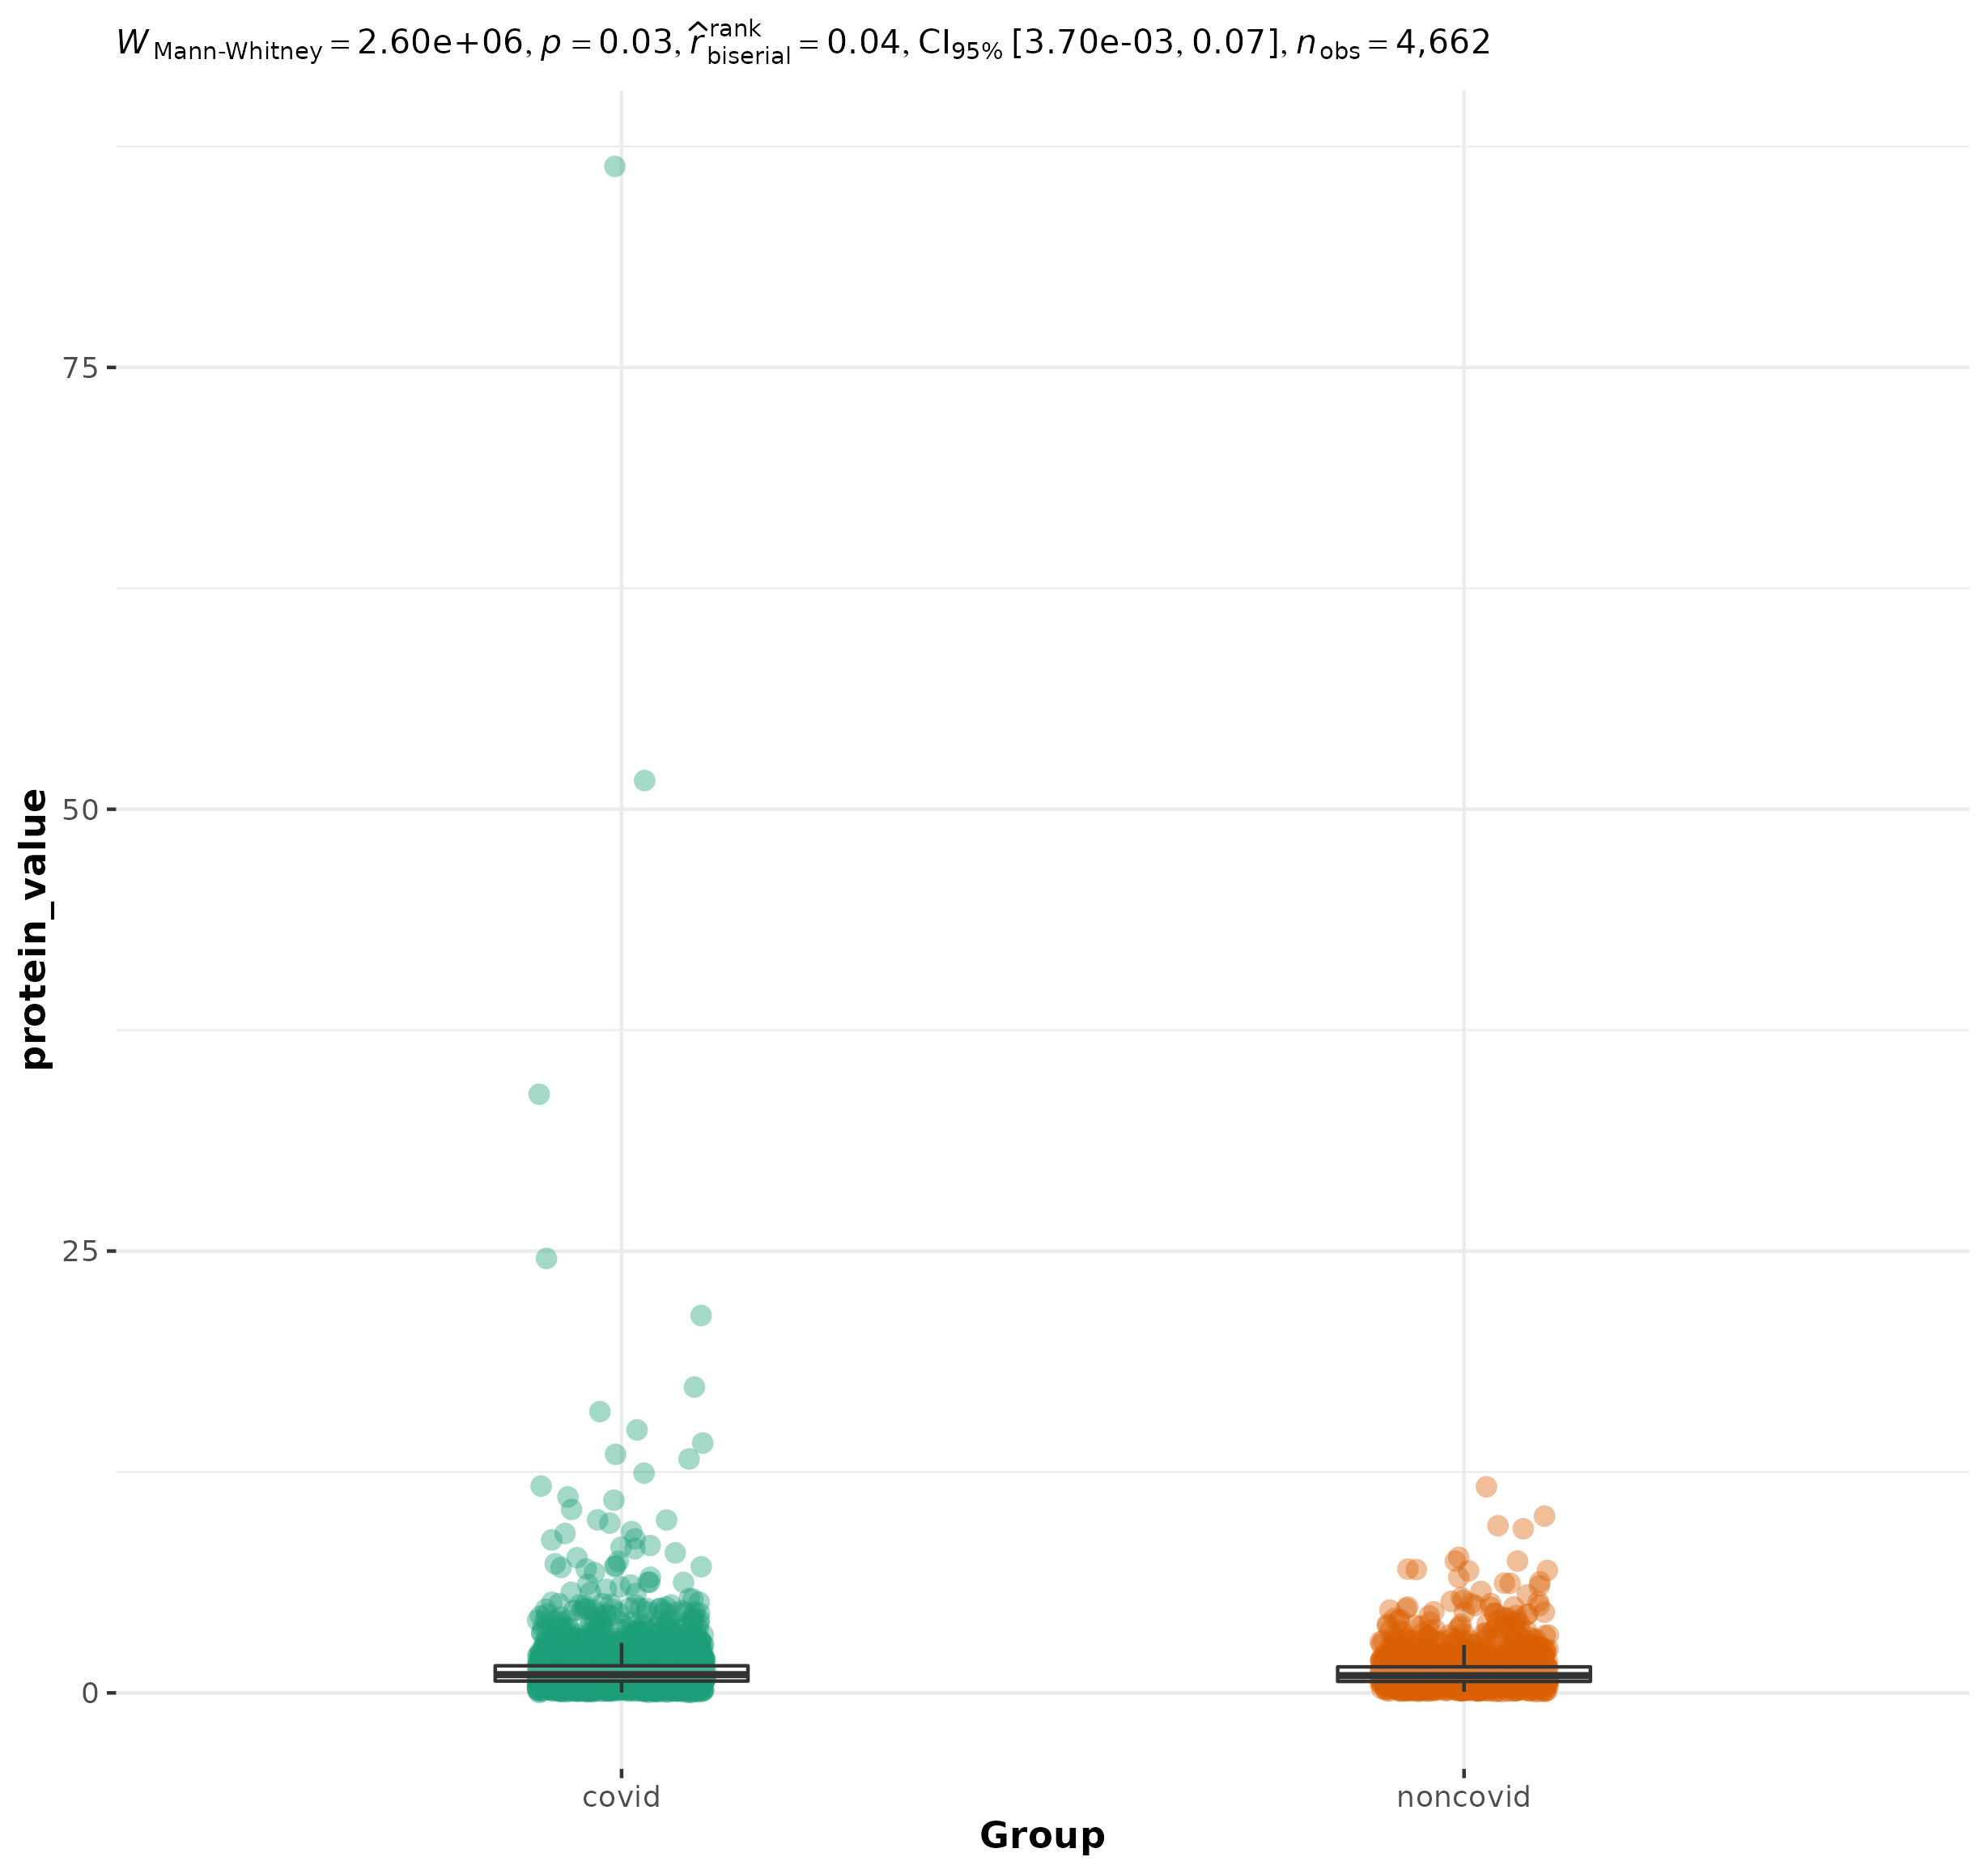 W Mann-Whitney = 2.60e+06, p = 0.03, r̂ rank biserial = 0.04, CI95% [3.70e-03, 0.07], nobs = 4,662
75
50
25
0
protein_value
covid noncovid
Group